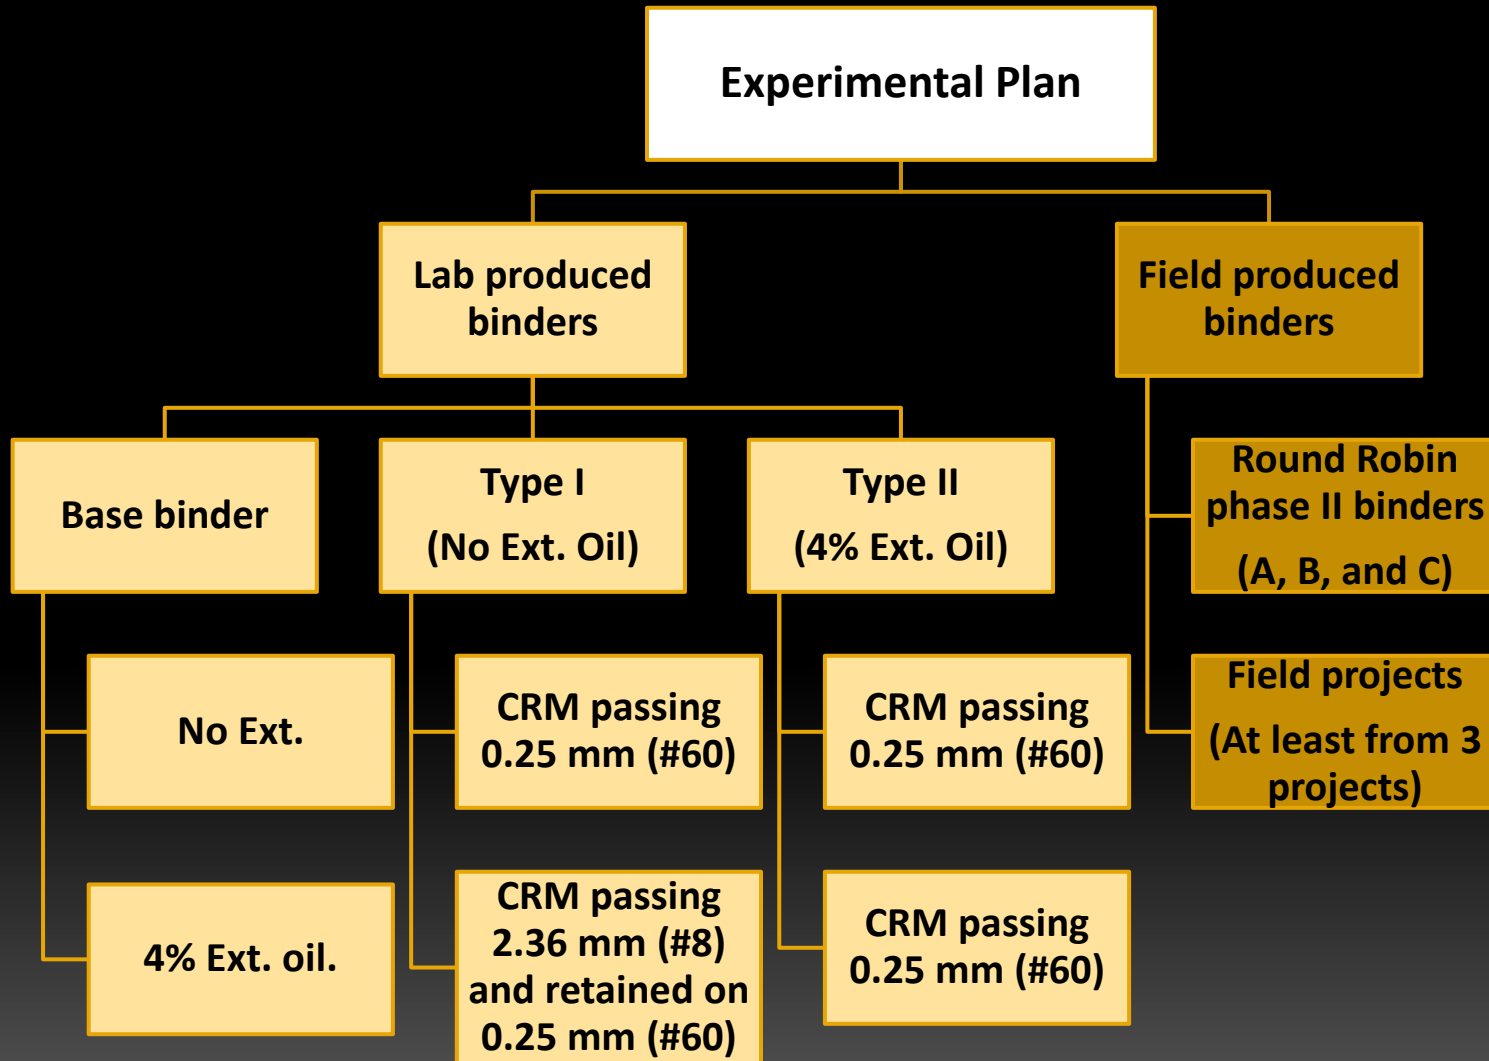 Experimental Plan
Lab produced
binders
Field produced
binders
Base binder
Type I
(No Ext. Oil)
Type II
(4% Ext. Oil)
Round Robin
phase II binders
(A, B, and C)
No Ext.
CRM passing
0.25 mm (#60)
CRM passing
0.25 mm (#60)
Field projects
(At least from 3
projects)
4% Ext. oil.
CRM passing
2.36 mm (#8)
and retained on
0.25 mm (#60)
CRM passing
0.25 mm (#60)